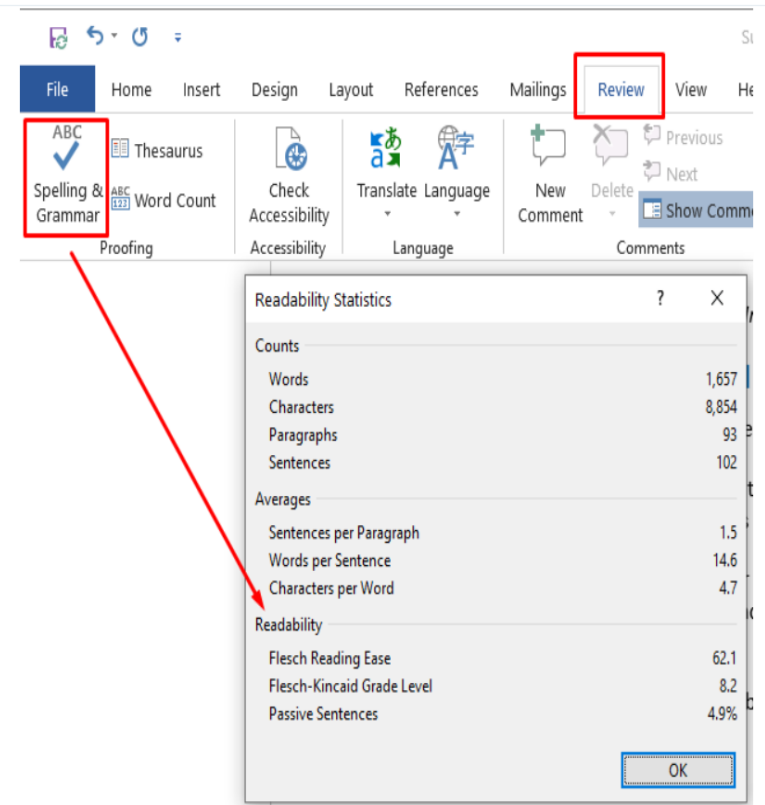 Su
File Home Insert Design Layout References Mailings Review View He
ABC
Spelling &
Grammar
Thesaurus
ABC
123 Word Count
Check
Accessibility
Translate Language
New
Comment
Delete
Previous
Next
Show Comme
Proofing Accessibility Language Comments
Readability Statistics ? X
Counts
Words 1,657
Characters 8,854
Paragraphs 93
Sentences 102
Averages
Sentences per Paragraph 1.5
Words per Sentence 14.6
Characters per Word 4.7
Readability
Flesch Reading Ease 62.1
Flesch-Kincaid Grade Level 8.2
Passive Sentences 4.9%
OK